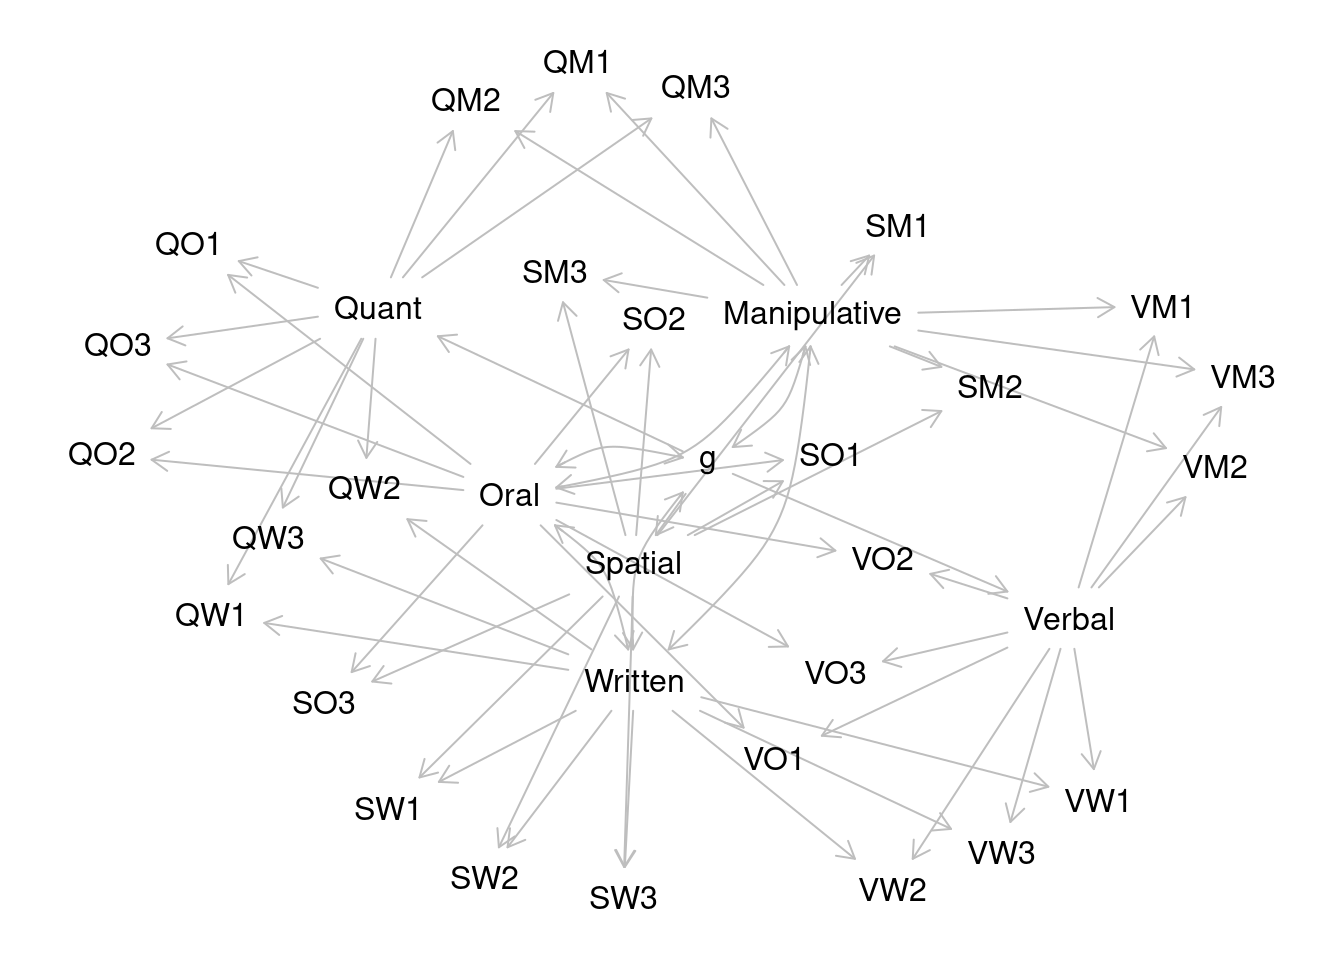 QM1
QM3
QM2
SM1
QO1
SM3
VM1
Quant
Manipulative
SO2
QO3
VM3
SM2
QO2
g
SO1
VM2
QW2
Oral
QW3
VO2
Spatial
QW1
Verbal
VO3
Written
SO3
VO1
VW1
SW1
VW3
SW2
VW2
SW3